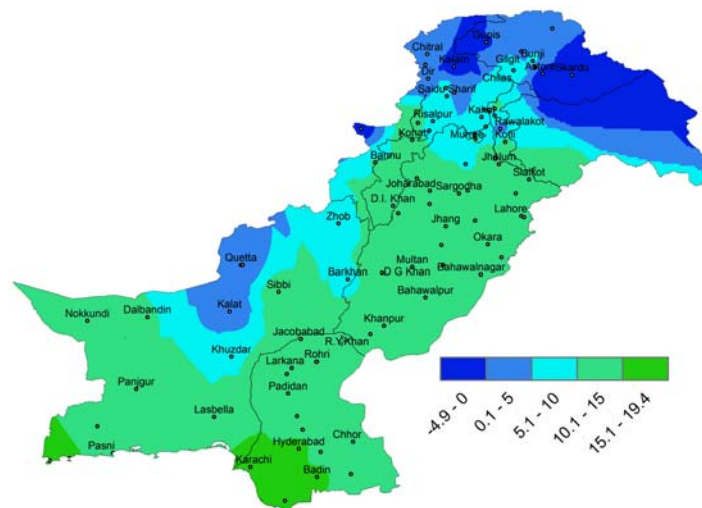 Gupis
Chitral
Bunji
Gilgit
Kalam
Astore
Skardu
Dir
Chilas
Saidu Sharif
Kakul
Risalpur
Rawalakot
Kohat
Murree
Kotli
Bannu
Jhelum
Sialkot
Joharabad
Sargodha
D.I. Khan
Lahore
Zhob
Jhang
Okara
Quetta
Multan
Bahawalnagar
D G Khan
Barkhan
Sibbi
Bahawalpur
Kalat
Nokkundi
Dalbandin
Khanpur
Jacobabad
R.Y.Khan
Khuzdar
Rohri
Larkana
Panjgur
Padidan
Lasbella
Chhor
Pasni
Hyderabad
Karachi
Badin
-4.9 - 0
0.1 - 5
5.1 - 10
10.1 - 15
15.1 - 19.4